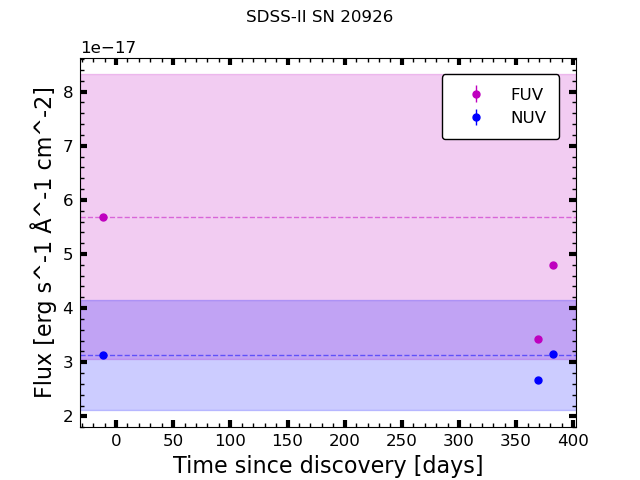 SDSS-II SN 20926
1e−17
8
7
6
5
4
3
2
Flux [erg s^-1 Å^-1 cm^-2]
FUV
NUV
0 50 100 150 200 250 300 350 400
Time since discovery [days]